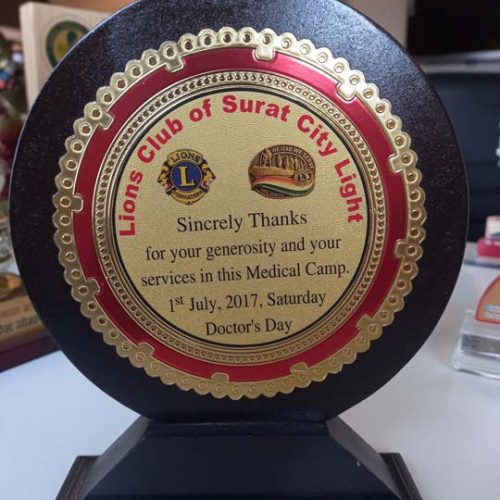 Lions Club of Surat City Light
LIONS
L
Sincrely Thanks
for your generosity and your
services in this Medical Camp.
1st July, 2017, Saturday
Doctor's Day